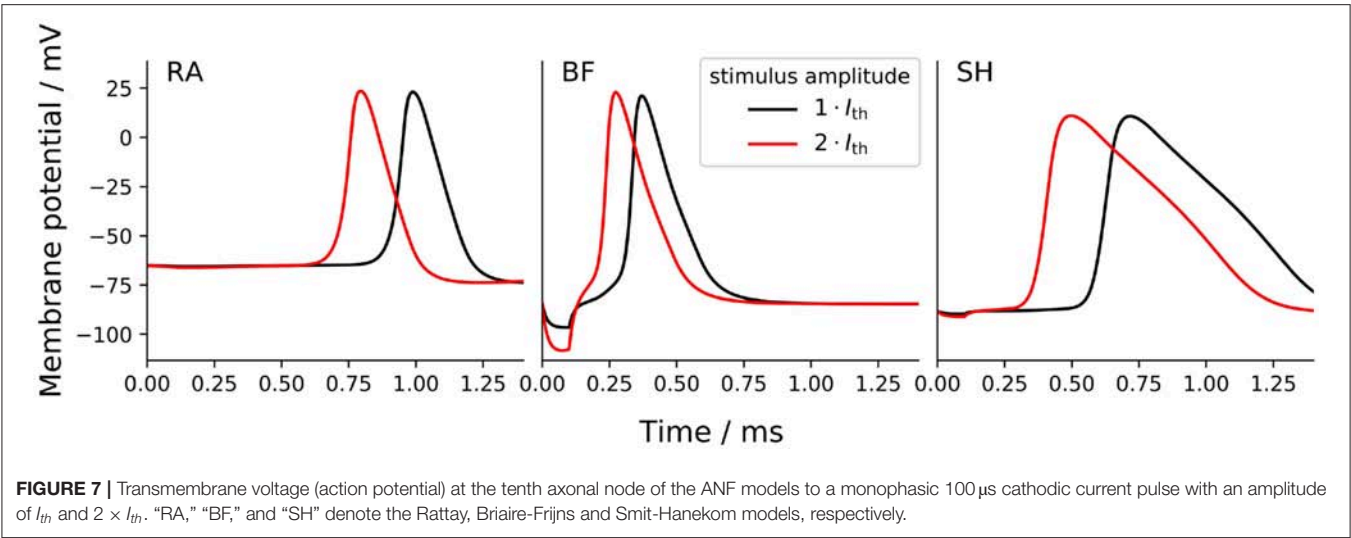 RA
BF
SH
stimulus amplitude
1 · I_th
2 · I_th
Membrane potential / mV
25
0
−25
−50
−75
−100
0.00 0.25 0.50 0.75 1.00 1.25 0.00 0.25 0.50 0.75 1.00 1.25 0.00 0.25 0.50 0.75 1.00 1.25
Time / ms
FIGURE 7 | Transmembrane voltage (action potential) at the tenth axonal node of the ANF models to a monophasic 100 μs cathodic current pulse with an amplitude
of I_th and 2 × I_th. “RA,” “BF,” and “SH” denote the Rattay, Briaire-Frijns and Smit-Hanekom models, respectively.